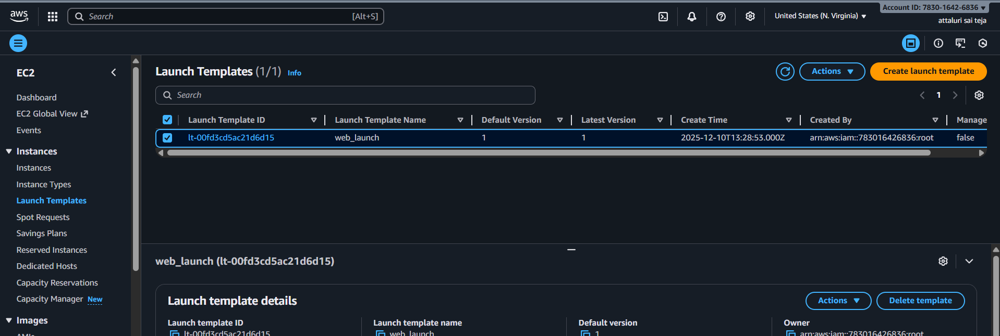 aws
Search [Alt+S]
United States (N. Virginia)
Account ID: 7830-1642-6836
attaluri sai teja
EC2
Dashboard
EC2 Global View
Events
Instances
Instances
Instance Types
Launch Templates
Spot Requests
Savings Plans
Reserved Instances
Dedicated Hosts
Capacity Reservations
Capacity Manager New
Images
AMIs
Launch Templates (1/1) Info
Actions
Create launch template
Search
1
Launch Template ID Launch Template Name Default Version Latest Version Create Time Created By Manage
lt-00fd3cd5ac21d6d15 web_launch 1 1 2025-12-10T13:28:53.000Z arn:aws:iam::783016426836:root false
web_launch (lt-00fd3cd5ac21d6d15)
Launch template details
Actions
Delete template
Launch template ID Launch template name Default version Owner
lt-00fd3cd5ac21d6d15 web_launch 1 arn:aws:iam::783016426836:root